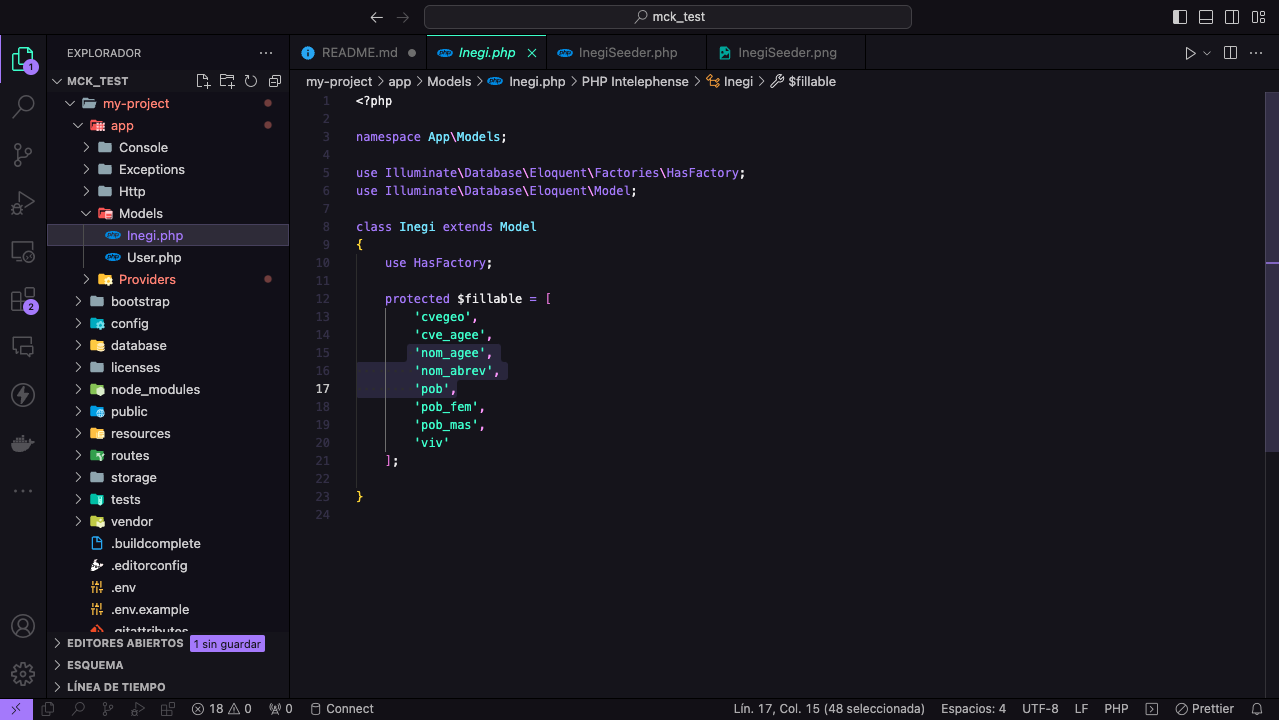 mck_test
EXPLORADOR
README.md
Inegi.php
InegiSeeder.php
InegiSeeder.png
MCK_TEST
my-project > app > Models > Inegi.php > PHP Intelephense > Inegi > $fillable
my-project
app
Console
Exceptions
Http
Models
Inegi.php
User.php
Providers
bootstrap
config
database
licenses
node_modules
public
resources
routes
storage
tests
vendor
.buildcomplete
.editorconfig
.env
.env.example
.gitattributes
EDITORES ABIERTOS 1 sin guardar
ESQUEMA
LÍNEA DE TIEMPO
1
2
1 <?php
2
3 namespace App\Models;
4
5 use Illuminate\Database\Eloquent\Factories\HasFactory;
6 use Illuminate\Database\Eloquent\Model;
7
8 class Inegi extends Model
9 {
10 use HasFactory;
11
12 protected $fillable = [
13 'cvegeo',
14 'cve_agee',
15 'nom_agee',
16 'nom_abrev',
17 'pob',
18 'pob_fem',
19 'pob_mas',
20 'viv'
21 ];
22
23 }
24
18 0 0 Connect Lín. 17, Col. 15 (48 seleccionada) Espacios: 4 UTF-8 LF PHP Prettier